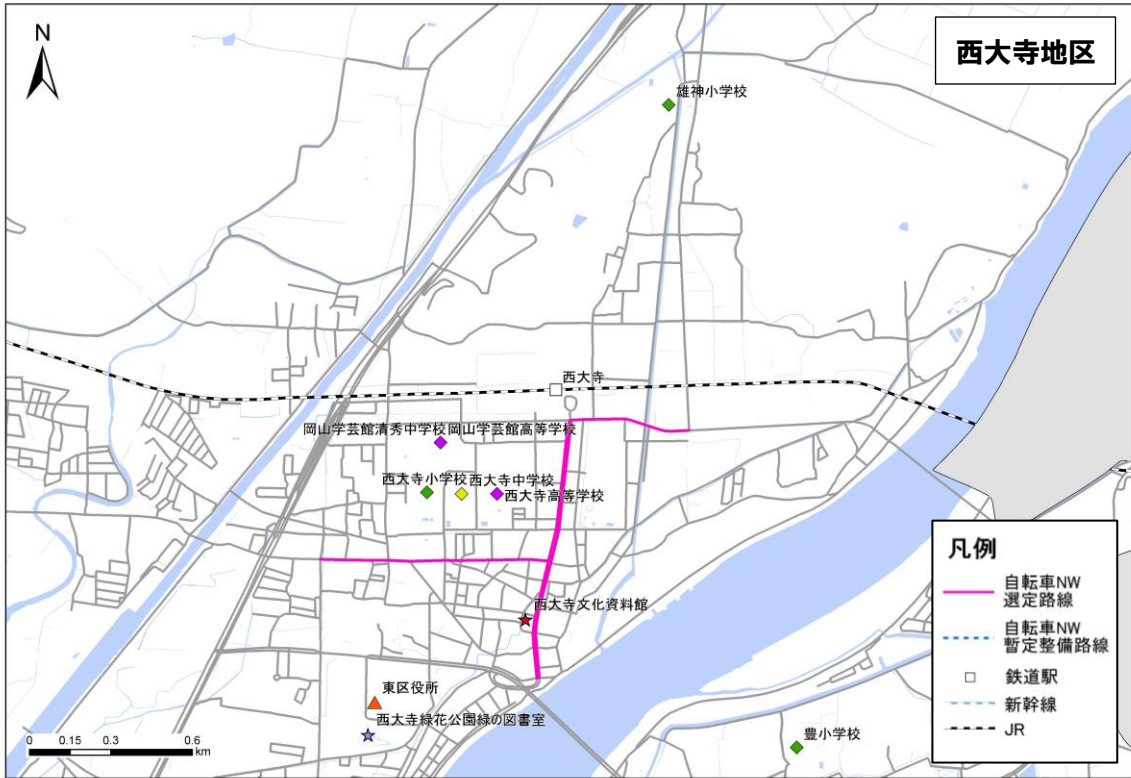 N
西大寺地区
雄神小学校
西大寺
岡山学芸館清秀中学校 岡山学芸館高等学校
西大寺小学校
西大寺中学校
西大寺高等学校
西大寺文化資料館
東区役所
西大寺緑花公園緑の図書室
豊小学校
0 0.15 0.3 0.6
km
凡例
自転車NW
選定路線
自転車NW
暫定整備路線
鉄道駅
新幹線
JR